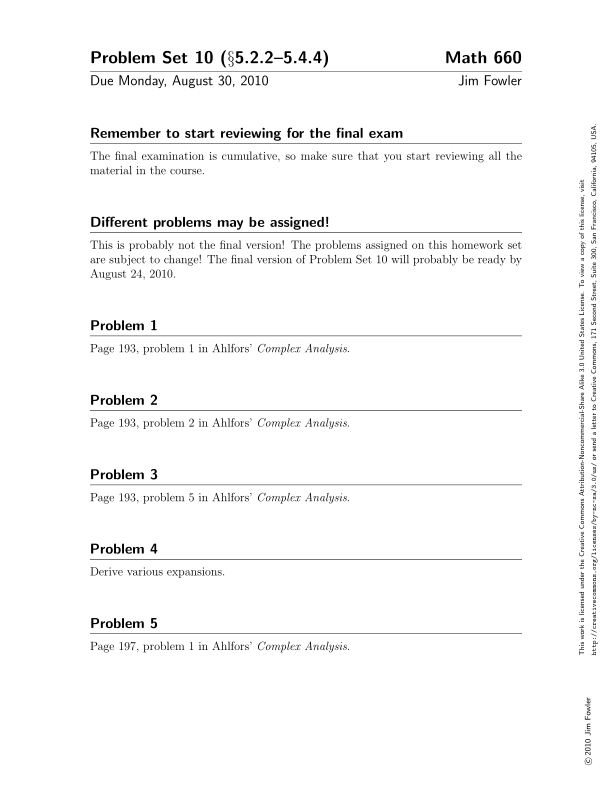 Problem Set 10 (§5.2.2–5.4.4) Math 660
Due Monday, August 30, 2010 Jim Fowler
Remember to start reviewing for the final exam
The final examination is cumulative, so make sure that you start reviewing all the
material in the course.
Different problems may be assigned!
This is probably not the final version! The problems assigned on this homework set
are subject to change! The final version of Problem Set 10 will probably be ready by
August 24, 2010.
Problem 1
Page 193, problem 1 in Ahlfors' Complex Analysis.
Problem 2
Page 193, problem 2 in Ahlfors' Complex Analysis.
Problem 3
Page 193, problem 5 in Ahlfors' Complex Analysis.
Problem 4
Derive various expansions.
Problem 5
Page 197, problem 1 in Ahlfors' Complex Analysis.
This work is licensed under the Creative Commons Attribution-Noncommercial-Share Alike 3.0 United States License. To view a copy of this license, visit
http://creativecommons.org/licenses/by-nc-sa/3.0/us/ or send a letter to Creative Commons, 171 Second Street, Suite 300, San Francisco, California, 94105, USA.
© 2010 Jim Fowler